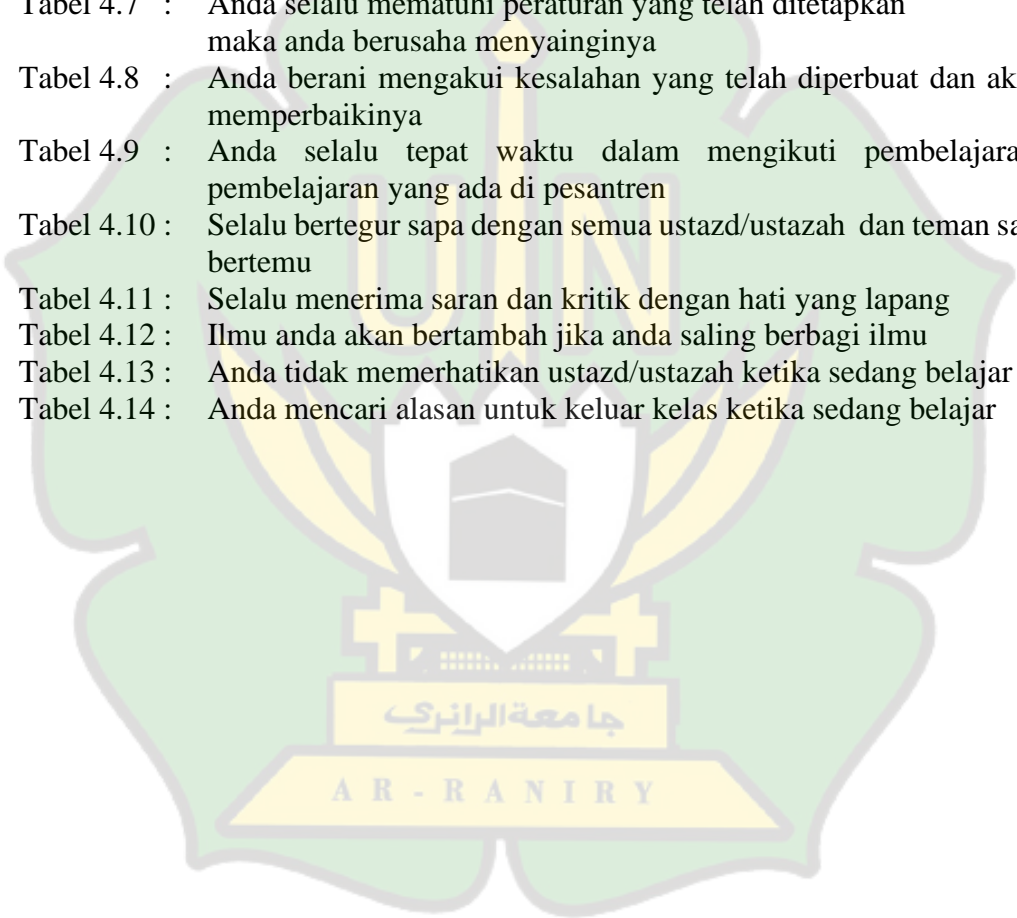 Tabel 4.7 : Anda selalu mematuhi peraturan yang telah ditetapkan
maka anda berusaha menyainginya
Tabel 4.8 : Anda berani mengakui kesalahan yang telah diperbuat dan
memperbaikinya
Tabel 4.9 : Anda selalu tepat waktu dalam mengikuti
pembelajaran yang ada di pesantren
Tabel 4.10 : Selalu bertegur sapa dengan semua ustazd/ustazah dan teman
bertemu
Tabel 4.11 : Selalu menerima saran dan kritik dengan hati yang lapang
Tabel 4.12 : Ilmu anda akan bertambah jika anda saling berbagi ilmu
Tabel 4.13 : Anda tidak memerhatikan ustazd/ustazah ketika sedang belajar
Tabel 4.14 : Anda mencari alasan untuk keluar kelas ketika sedang belajar
UIN
جامعة الرانري
AR-RANIRY